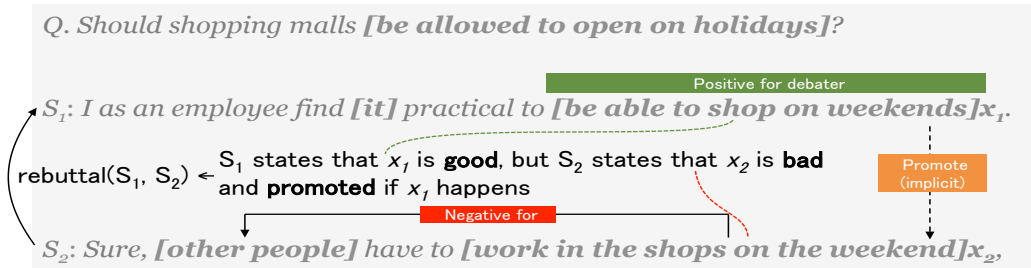 Q. Should shopping malls [be allowed to open on holidays]?
Positive for debater
S1: I as an employee find [it] practical to [be able to shop on weekends]x1.
rebuttal(S1, S2) ← S1 states that x1 is good, but S2 states that x2 is bad
and promoted if x1 happens
Promote
(implicit)
Negative for
S2: Sure, [other people] have to [work in the shops on the weekend]x2,